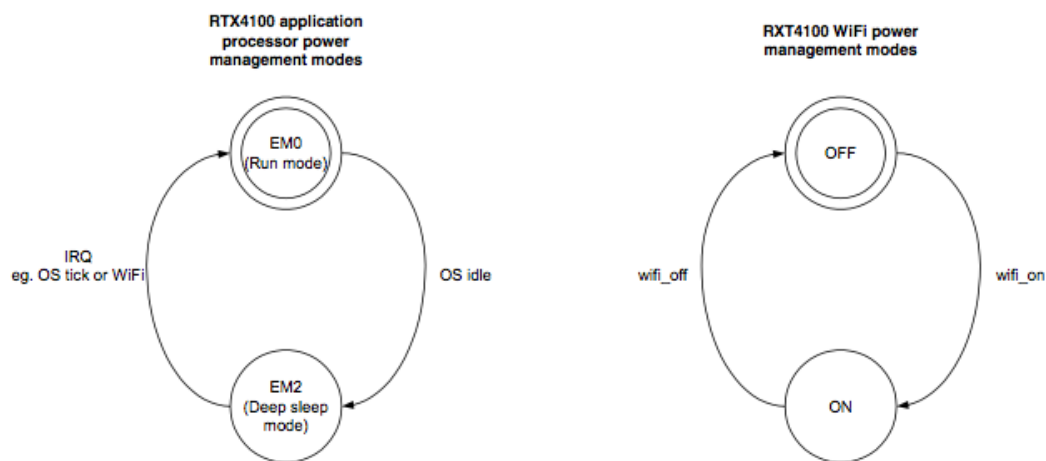 RTX4100 application
processor power
management modes
EM0
(Run mode)
IRQ
eg. OS tick or WiFi
OS idle
EM2
(Deep sleep
mode)
RXT4100 WiFi power
management modes
OFF
wifi_off
wifi_on
ON